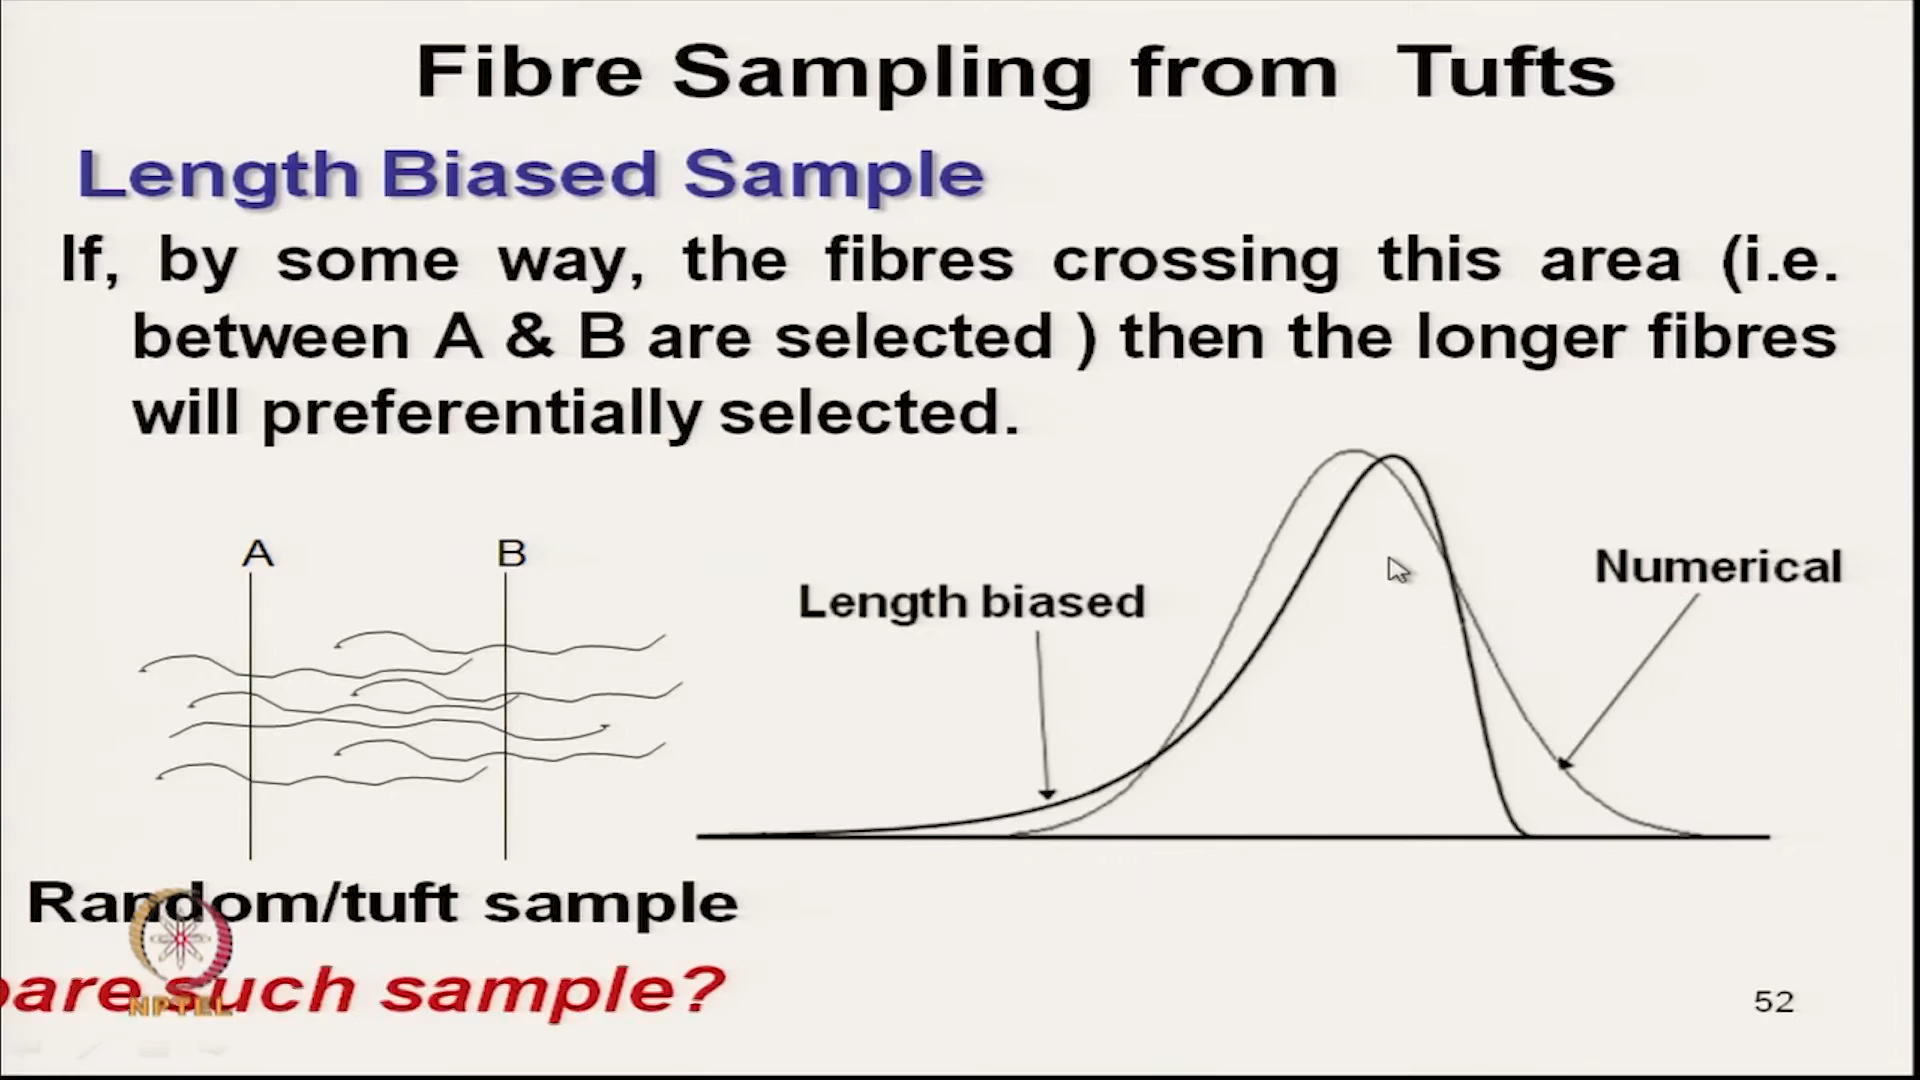 Fibre Sampling from Tufts
Length Biased Sample
If, by some way, the fibres crossing this area (i.e.
between A & B are selected ) then the longer fibres
will preferentially selected.
A
B
Length biased
Numerical
Random/tuft sample
such sample?
NPTEL
52